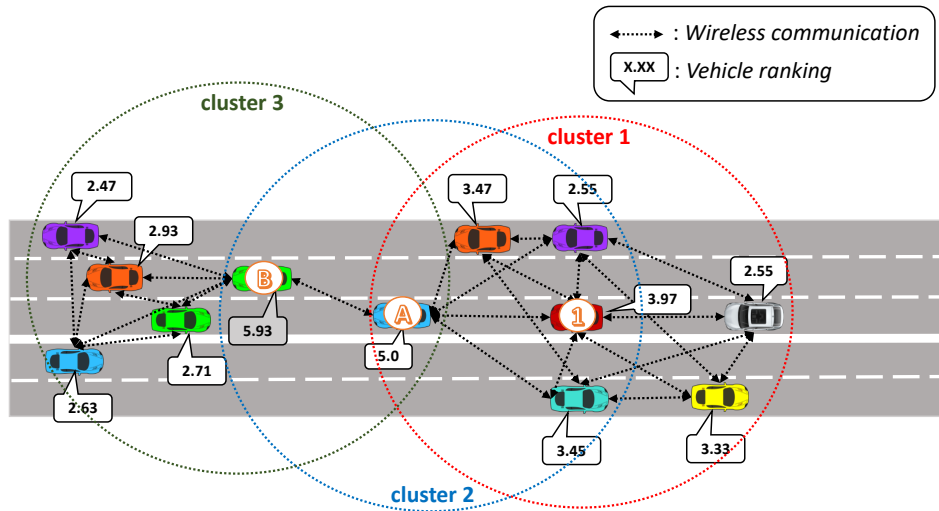 : Wireless communication
X.XX : Vehicle ranking
cluster 3
cluster 1
2.47
3.47
2.55
2.93
2.55
B
3.97
A
1
5.93
5.0
2.71
2.63
3.45
3.33
cluster 2